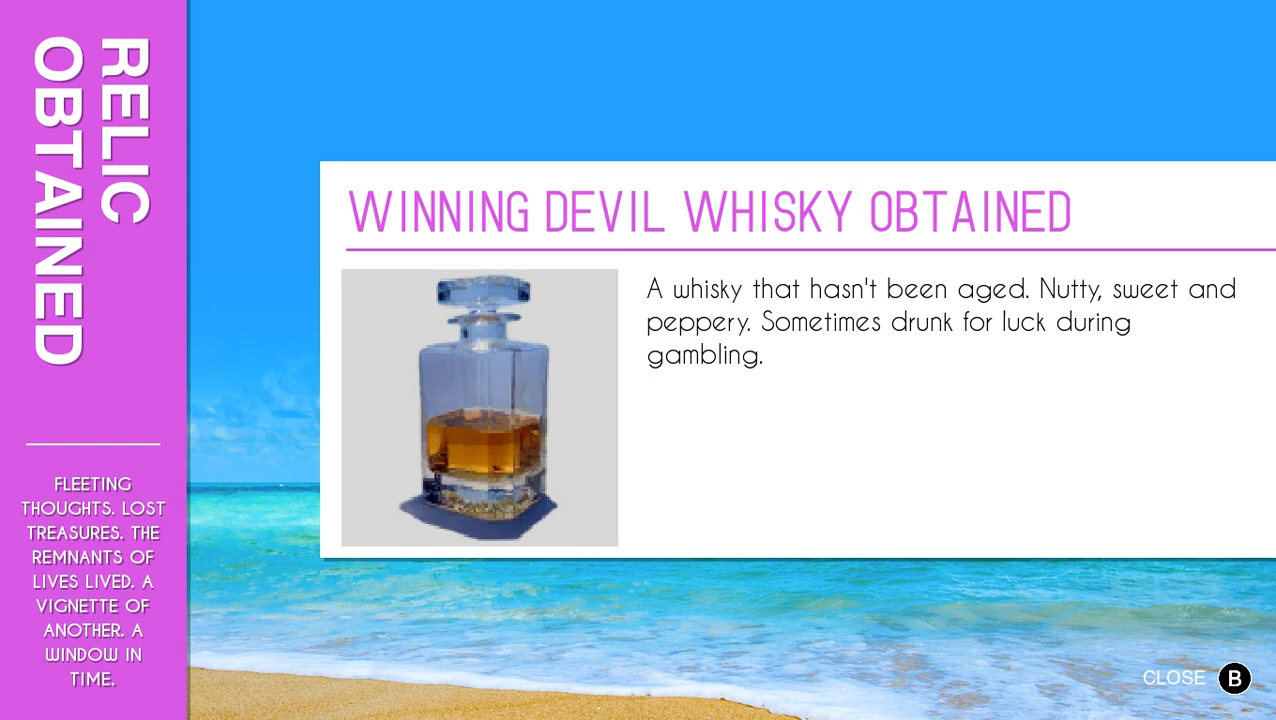 RELIC
OBTAINED
FLEETING
THOUGHTS. LOST
TREASURES. THE
REMNANTS OF
LIVES LIVED. A
VIGNETTE OF
ANOTHER. A
WINDOW IN
TIME.
WINNING DEVIL WHISKY OBTAINED
A whisky that hasn't been aged. Nutty, sweet and
peppery. Sometimes drunk for luck during
gambling.
CLOSE B